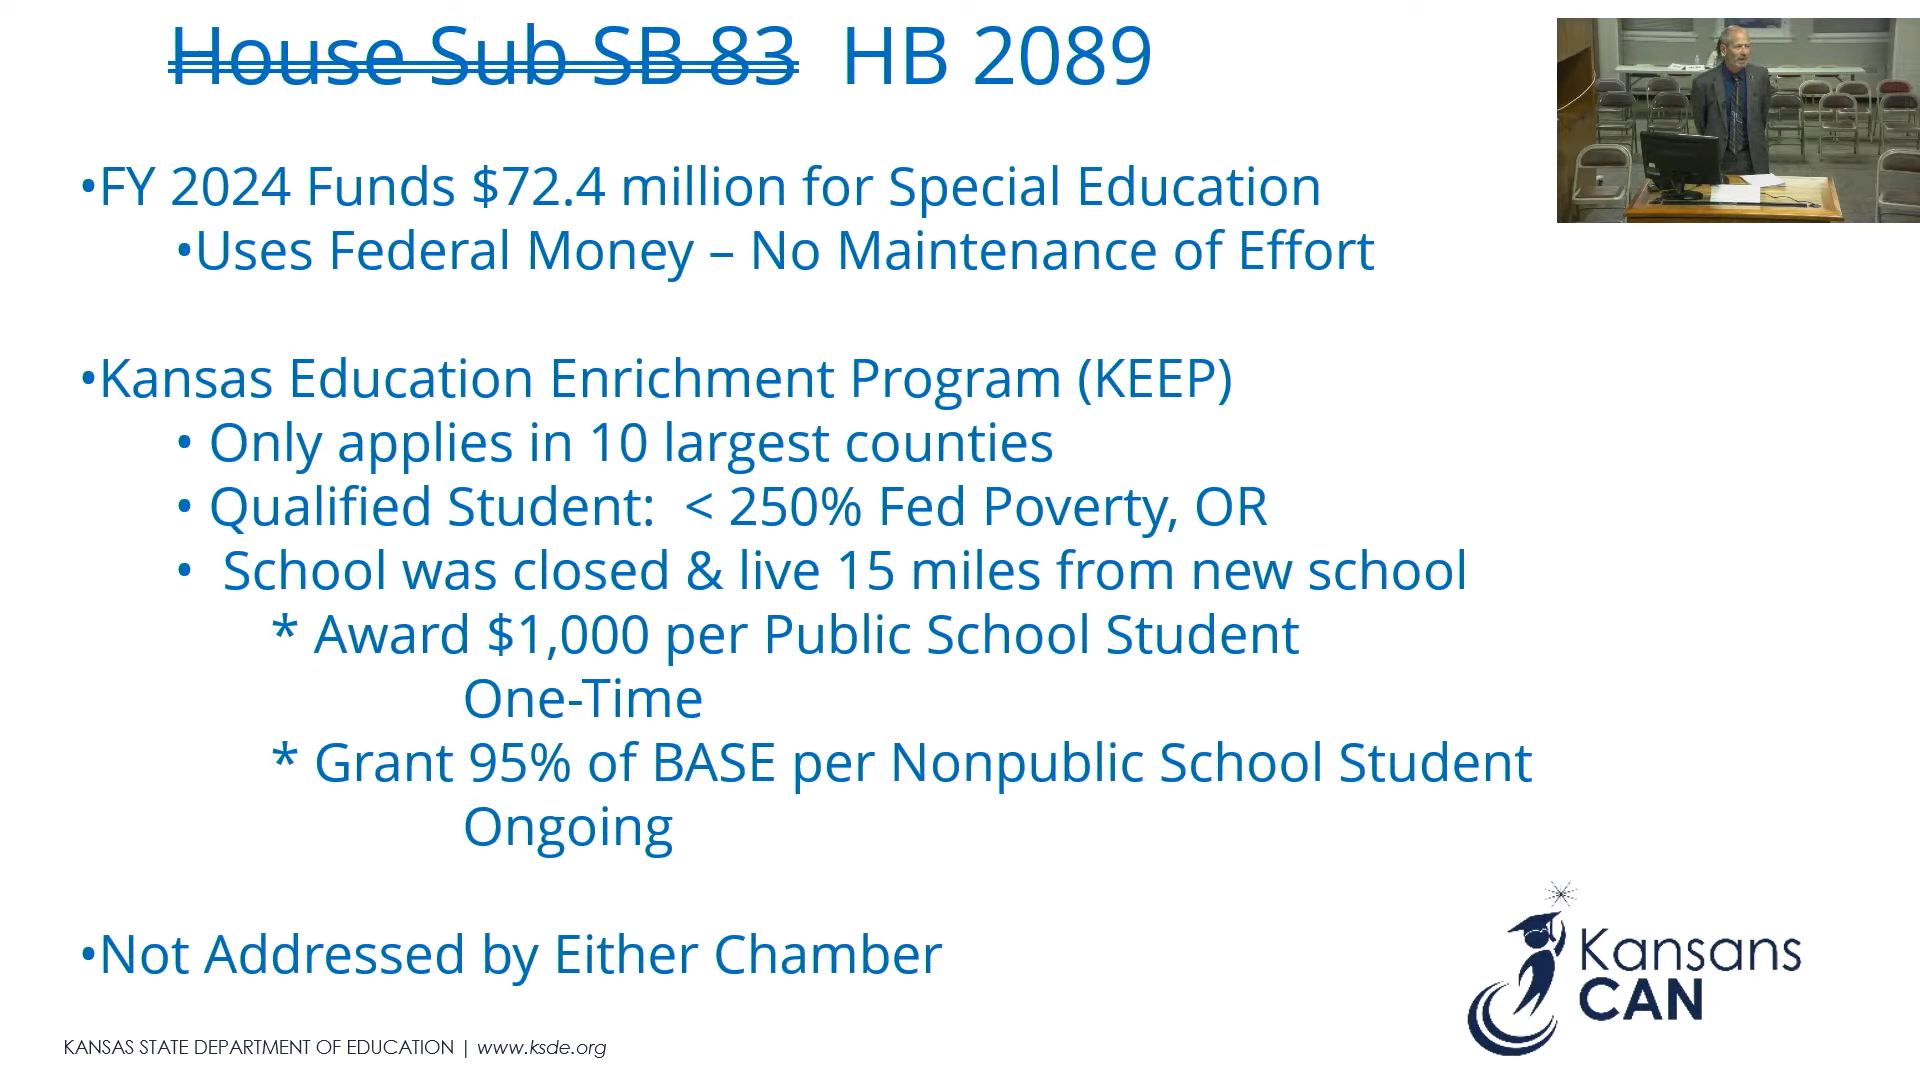 House Sub SB 83 HB 2089
•FY 2024 Funds $72.4 million for Special Education
•Uses Federal Money – No Maintenance of Effort
•Kansas Education Enrichment Program (KEEP)
• Only applies in 10 largest counties
• Qualified Student: < 250% Fed Poverty, OR
• School was closed & live 15 miles from new school
* Award $1,000 per Public School Student
One-Time
* Grant 95% of BASE per Nonpublic School Student
Ongoing
•Not Addressed by Either Chamber
Kansans
CAN
KANSAS STATE DEPARTMENT OF EDUCATION | www.ksde.org